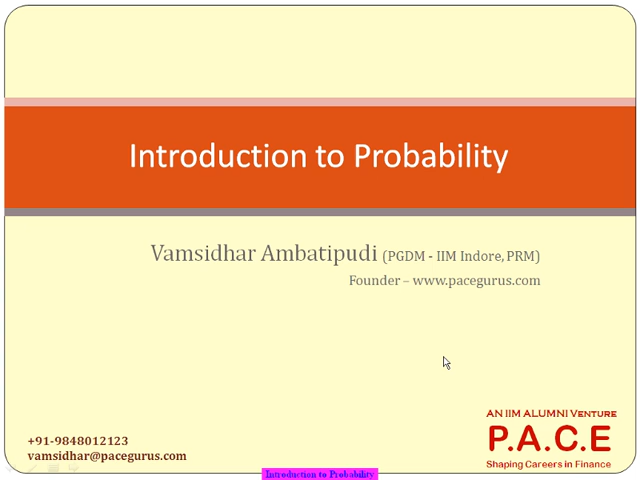 Introduction to Probability
Vamsidhar Ambatipudi (PGDM - IIM Indore, PRM)
Founder – www.pacegurus.com
AN IIM ALUMNI VENTURE
P.A.C.E
Shaping Careers in Finance
+91-9848012123
vamsidhar@pacegurus.com
Introduction to Probability